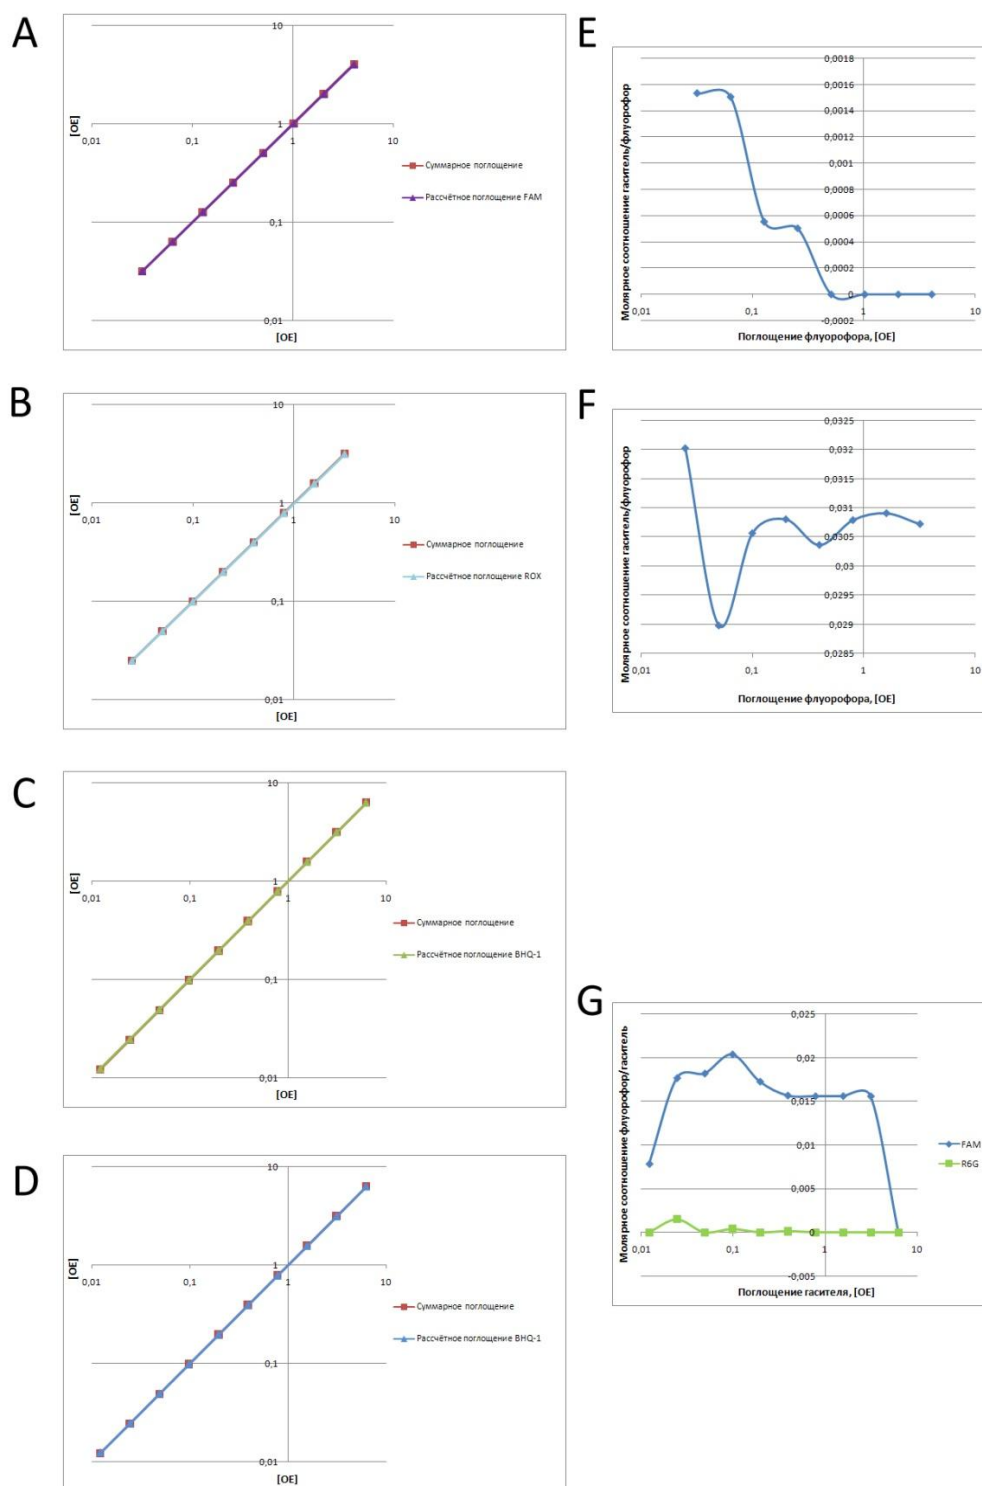 A
10
[OE]
1
0,01
0,1
1
10
0,1
0,01
[OE]
Суммарное поглощение
Рассчётное поглощение FAM
B
10
[OE]
1
0,01
0,1
1
10
0,1
0,01
[OE]
Суммарное поглощение
Рассчётное поглощение ROX
C
10
[OE]
1
0,01
0,1
1
10
0,1
0,01
[OE]
Суммарное поглощение
Рассчётное поглощение BHQ-1
D
10
[OE]
1
0,01
0,1
1
10
0,1
0,01
[OE]
Суммарное поглощение
Рассчётное поглощение BHQ-1
E
Молярное соотношение гаситель/флуорофор
0,0018
0,0016
0,0014
0,0012
0,001
0,0008
0,0006
0,0004
0,0002
0
-0,0002
0,01
0,1
1
10
Поглощение флуорофора, [OE]
F
Молярное соотношение гаситель/флуорофор
0,0325
0,032
0,0315
0,031
0,0305
0,03
0,0295
0,029
0,0285
0,01
0,1
1
10
Поглощение флуорофора, [OE]
G
Молярное соотношение флуорофор/гаситель
0,025
0,02
0,015
0,01
0,005
0
-0,005
0,01
0,1
1
10
Поглощение гасителя, [OE]
FAM
R6G